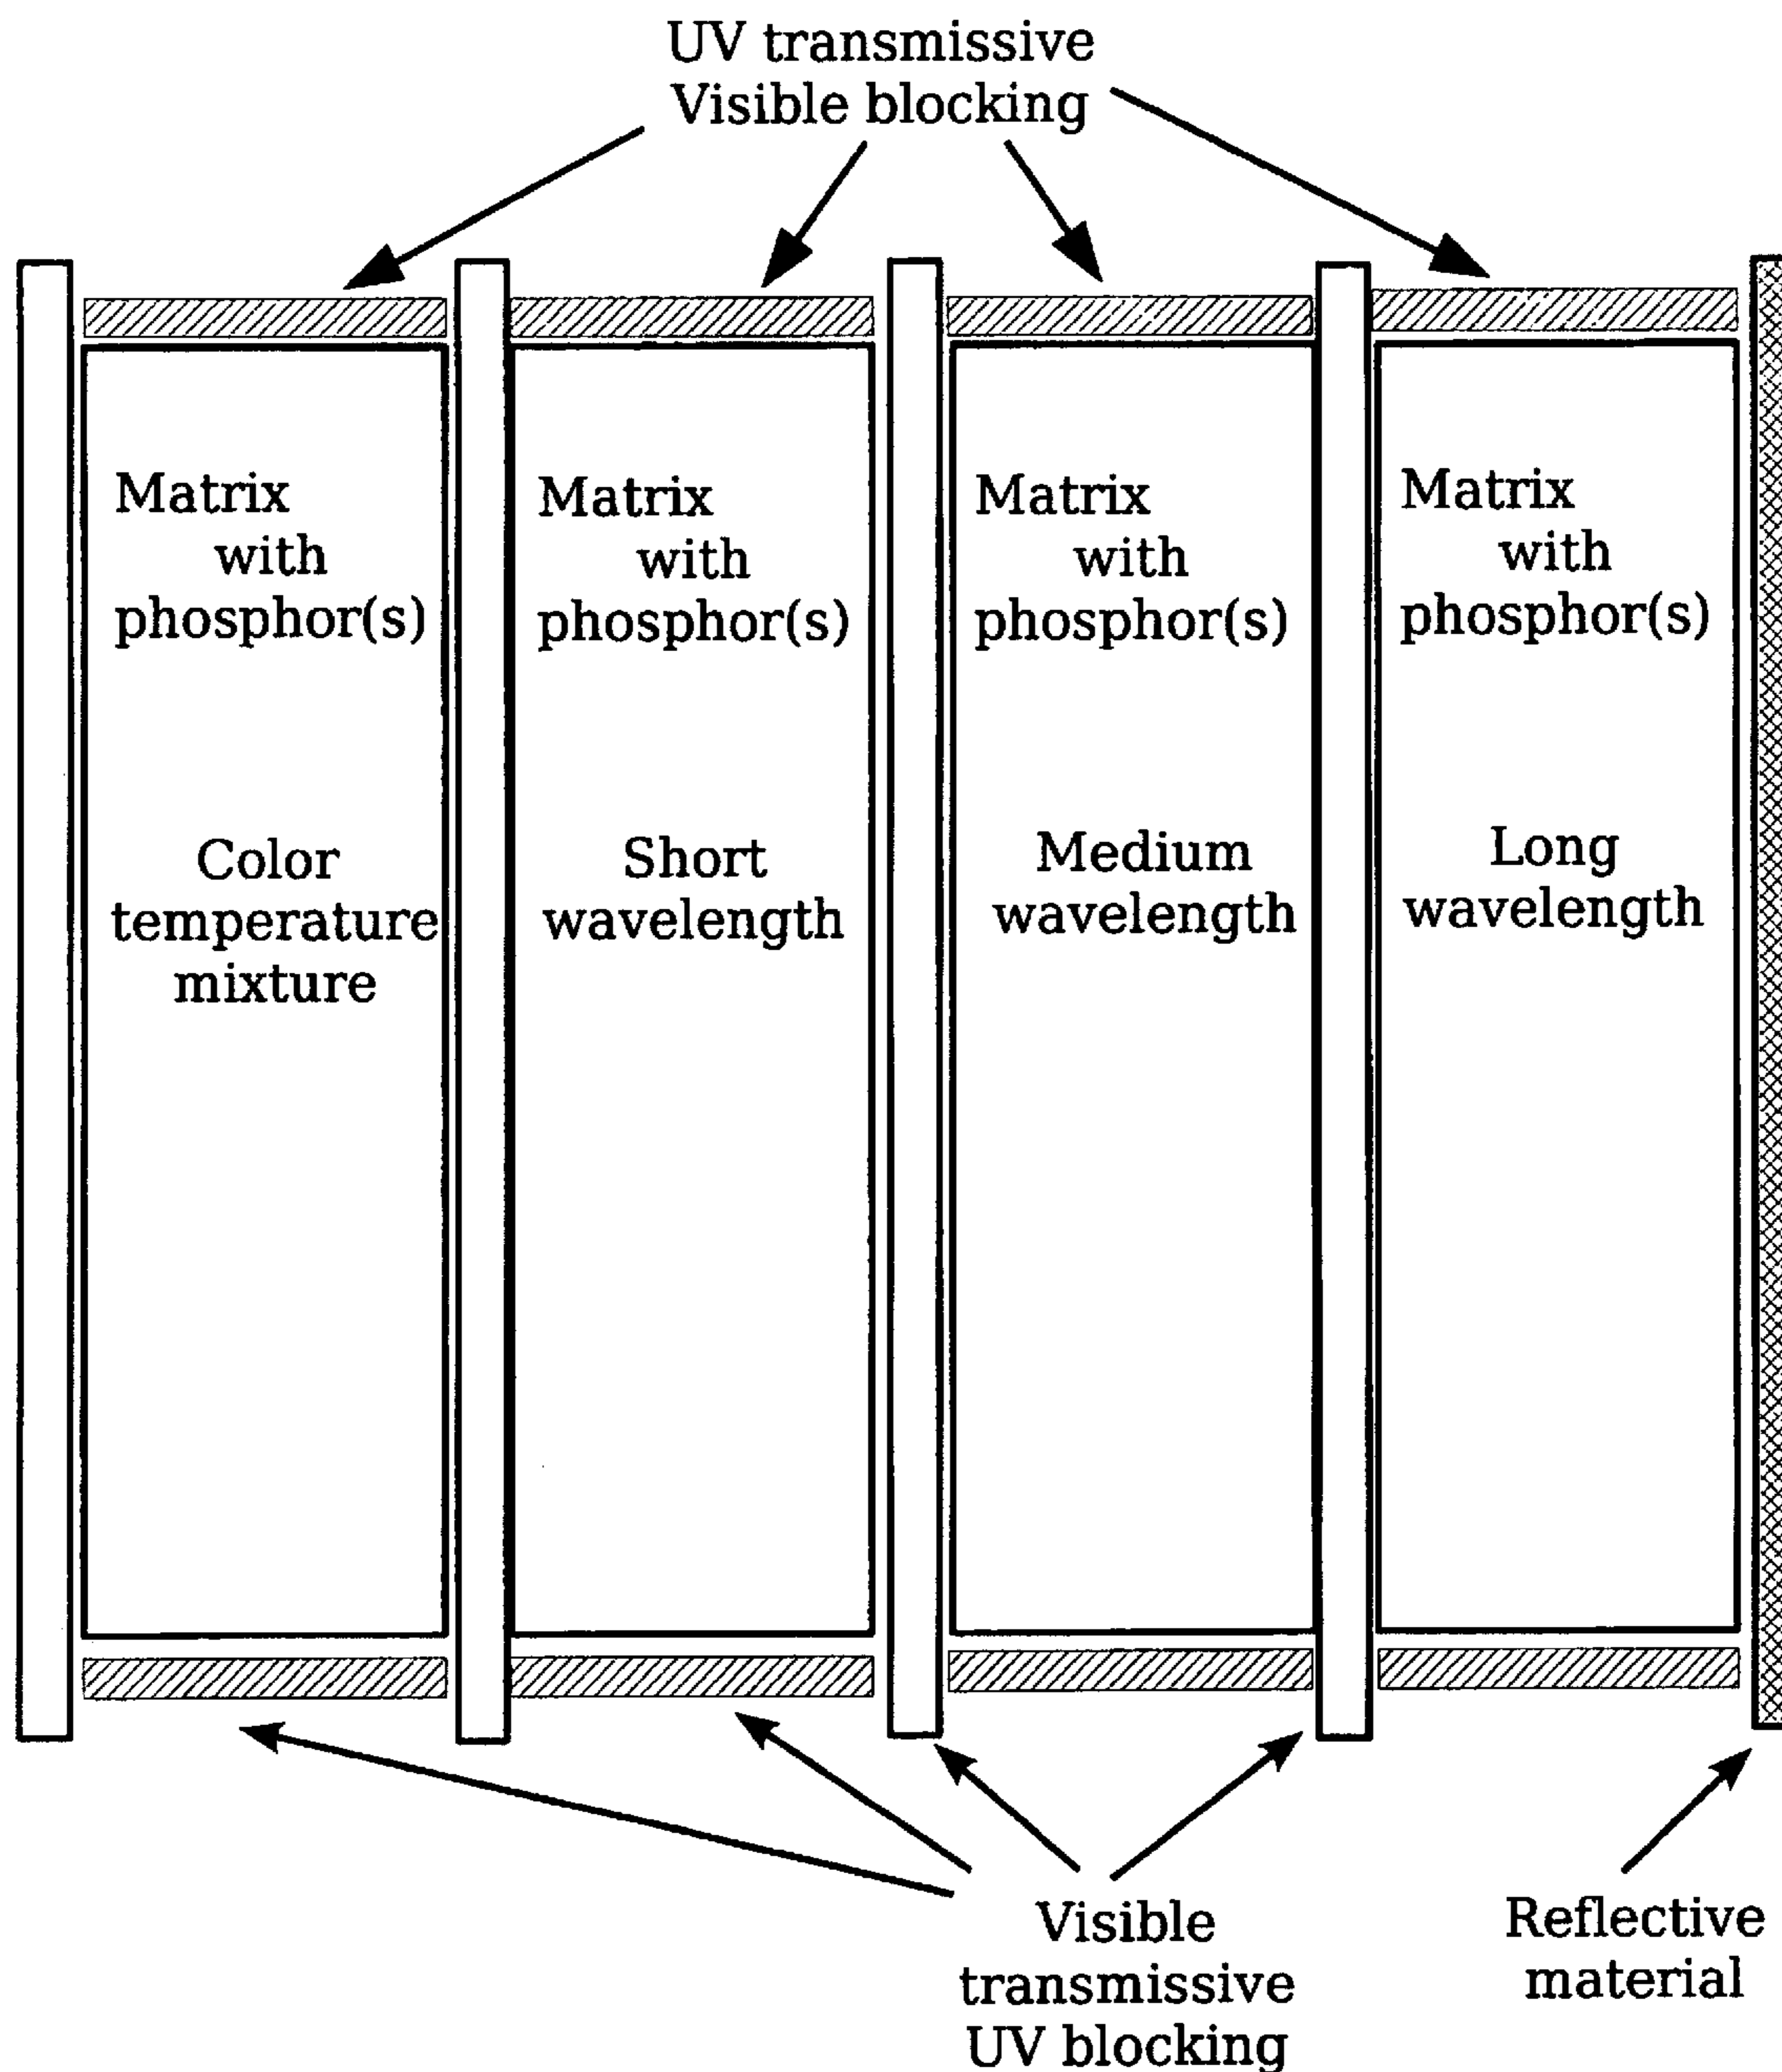 UV transmissive
Visible blocking
Matrix
with
phosphor(s)
Color
temperature
mixture
Matrix
with
phosphor(s)
Short
wavelength
Matrix
with
phosphor(s)
Medium
wavelength
Matrix
with
phosphor(s)
Long
wavelength
Visible
transmissive
UV blocking
Reflective
material